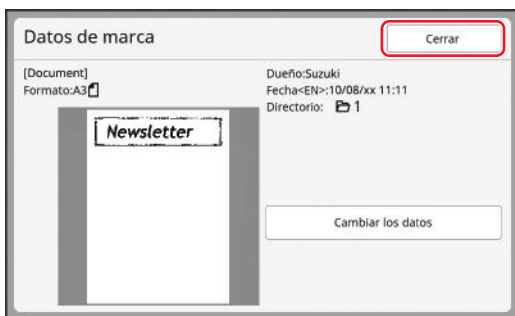 Datos de marca
Cerrar
[Document]
Formato:A3
Dueño:Suzuki
Fecha<EN>:10/08/xx 11:11
Directorio: 1
Newsletter
Cambiar los datos